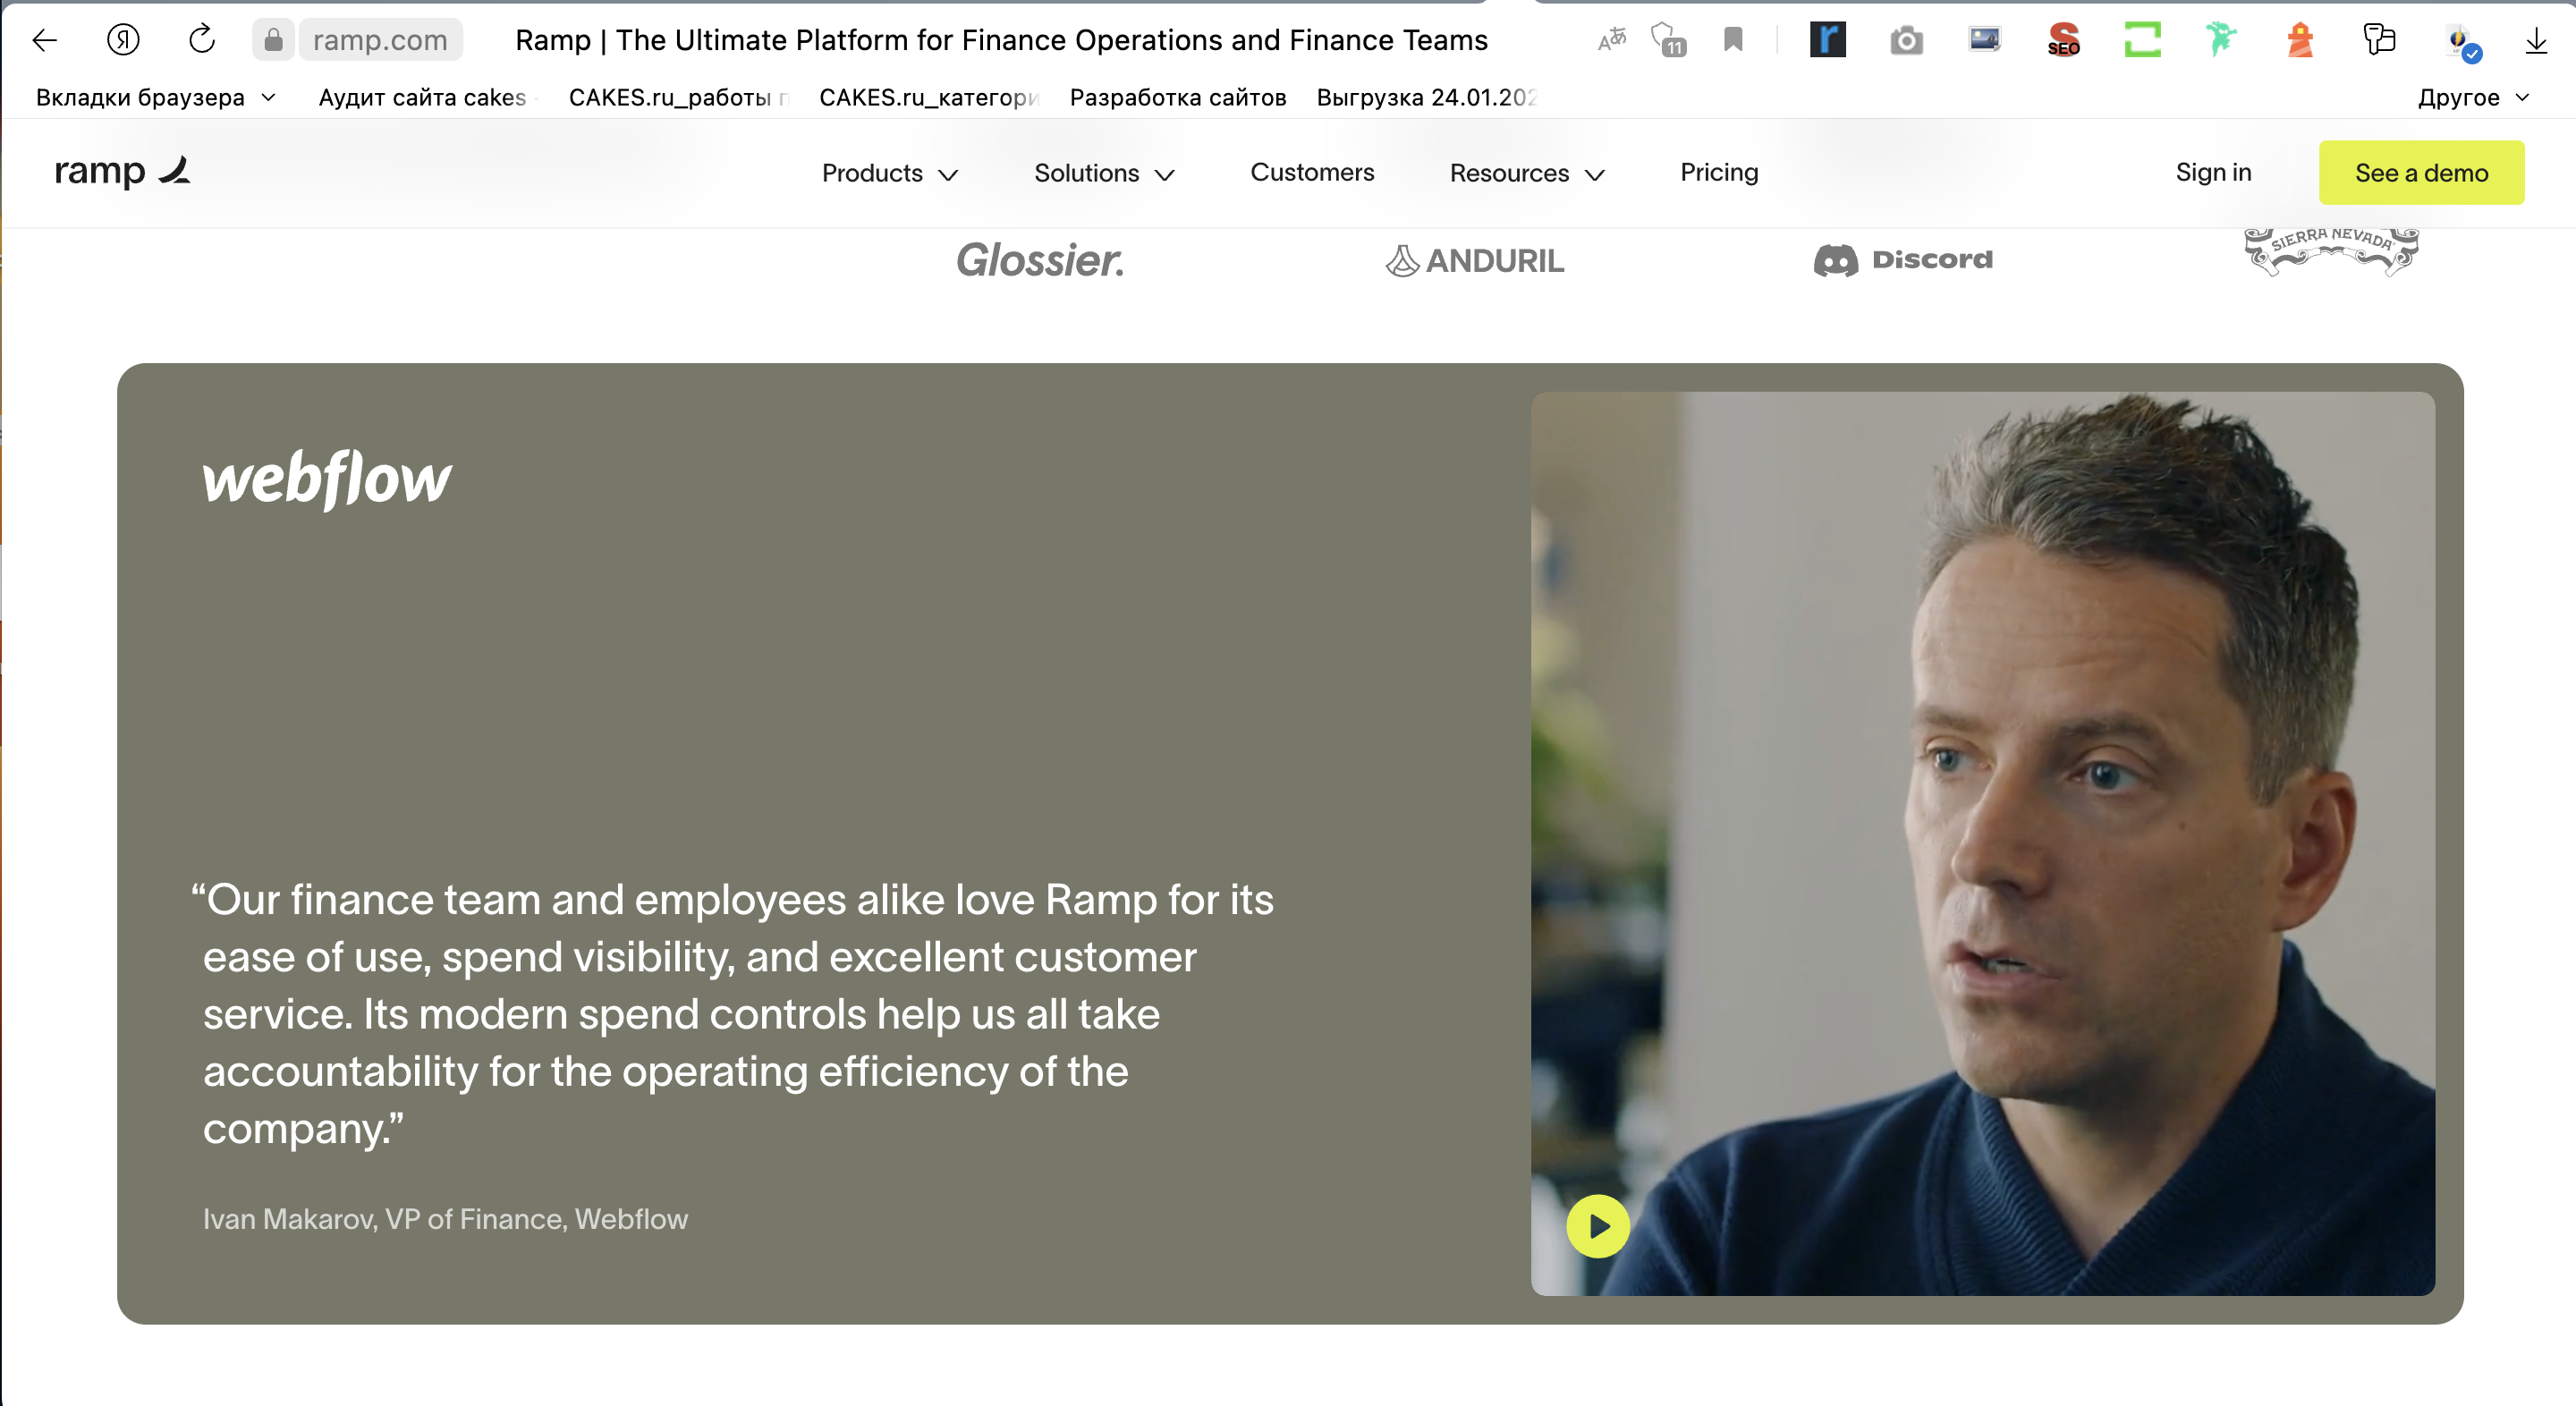 ramp.com
Ramp | The Ultimate Platform for Finance Operations and Finance Teams
11
r
SEO
Вкладки браузера
Аудит сайта cakes
CAKES.ru_работы
CAKES.ru_категори
Разработка сайтов
Выгрузка 24.01.202
Другое
ramp
Products
Solutions
Customers
Resources
Pricing
Sign in
See a demo
Glossier.
ANDURIL
Discord
SIERRA NEVADA
webflow
“Our finance team and employees alike love Ramp for its
ease of use, spend visibility, and excellent customer
service. Its modern spend controls help us all take
accountability for the operating efficiency of the
company.”
Ivan Makarov, VP of Finance, Webflow